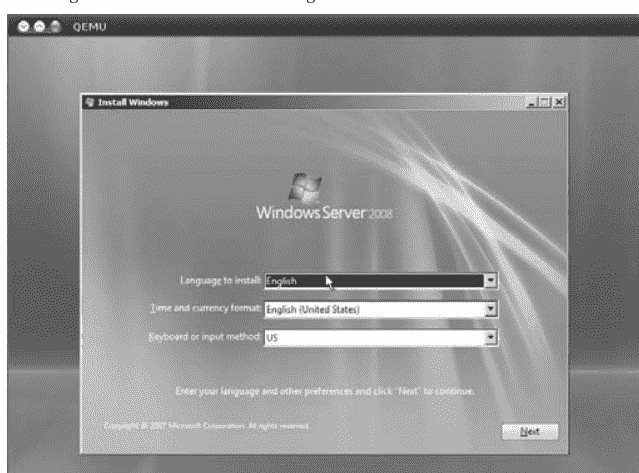 QEMU
Install Windows
Windows Server 2008
Language to install: English
Time and currency format: English (United States)
Keyboard or input method: US
Enter your language and other preferences and click "Next" to continue.
Copyright © 2007 Microsoft Corporation. All rights reserved.
Next